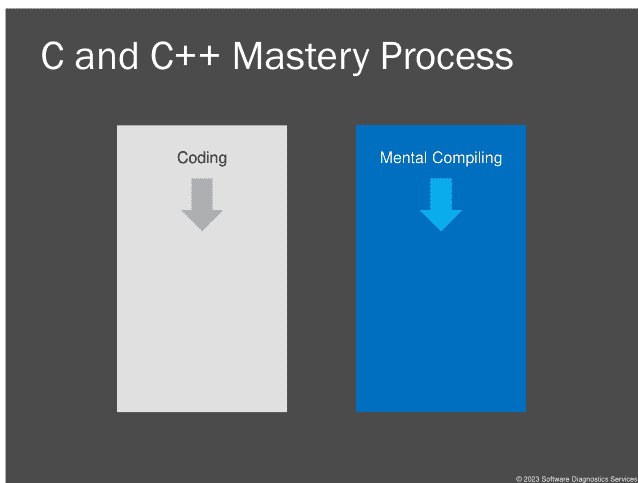 C and C++ Mastery Process
Coding
Mental Compiling
© 2023 Software Diagnostics Services